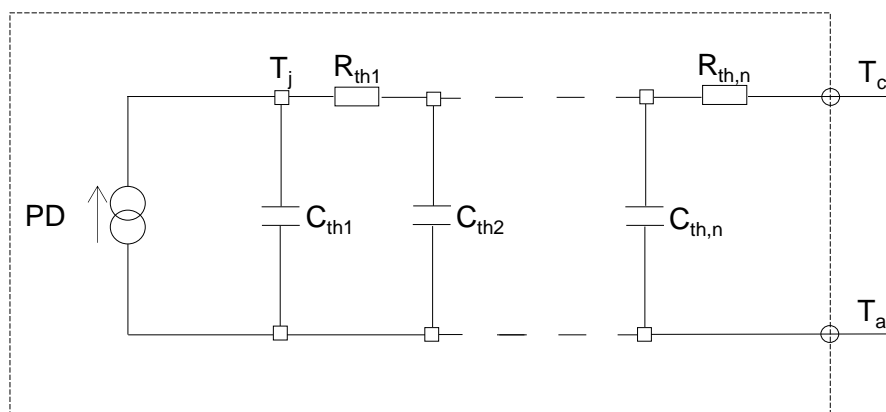 T_j R_th1 R_th,n T_c
PD C_th1 C_th2 C_th,n
T_a